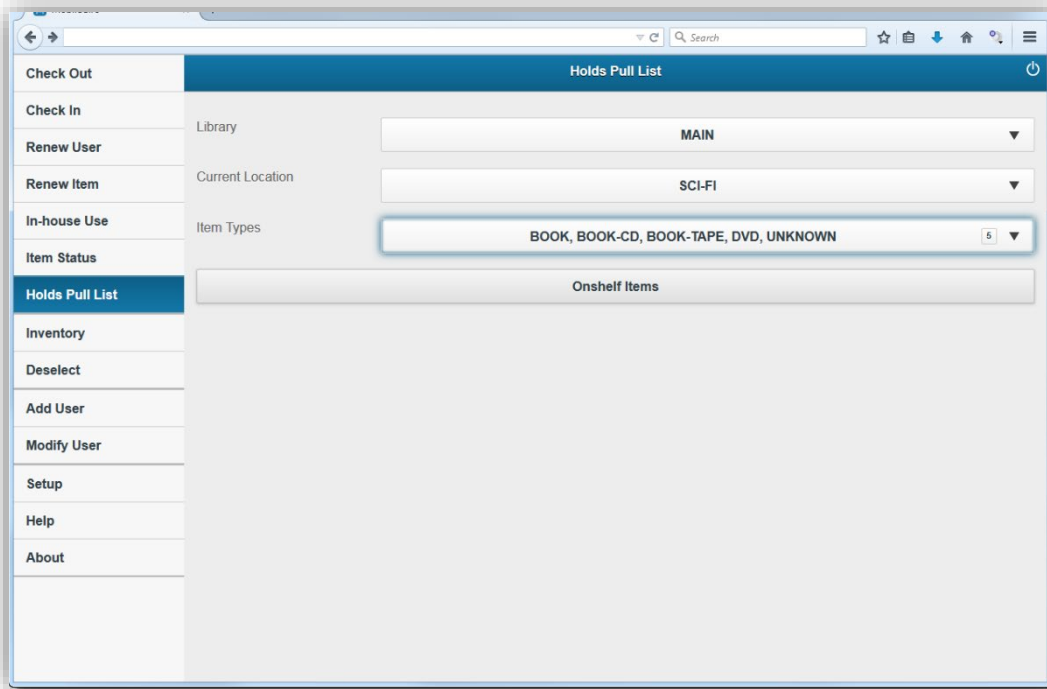 Search
Check Out
Check In
Renew User
Renew Item
In-house Use
Item Status
Holds Pull List
Inventory
Deselect
Add User
Modify User
Setup
Help
About
Holds Pull List
Library
MAIN
Current Location
SCI-FI
Item Types
BOOK, BOOK-CD, BOOK-TAPE, DVD, UNKNOWN 5
Onshelf Items